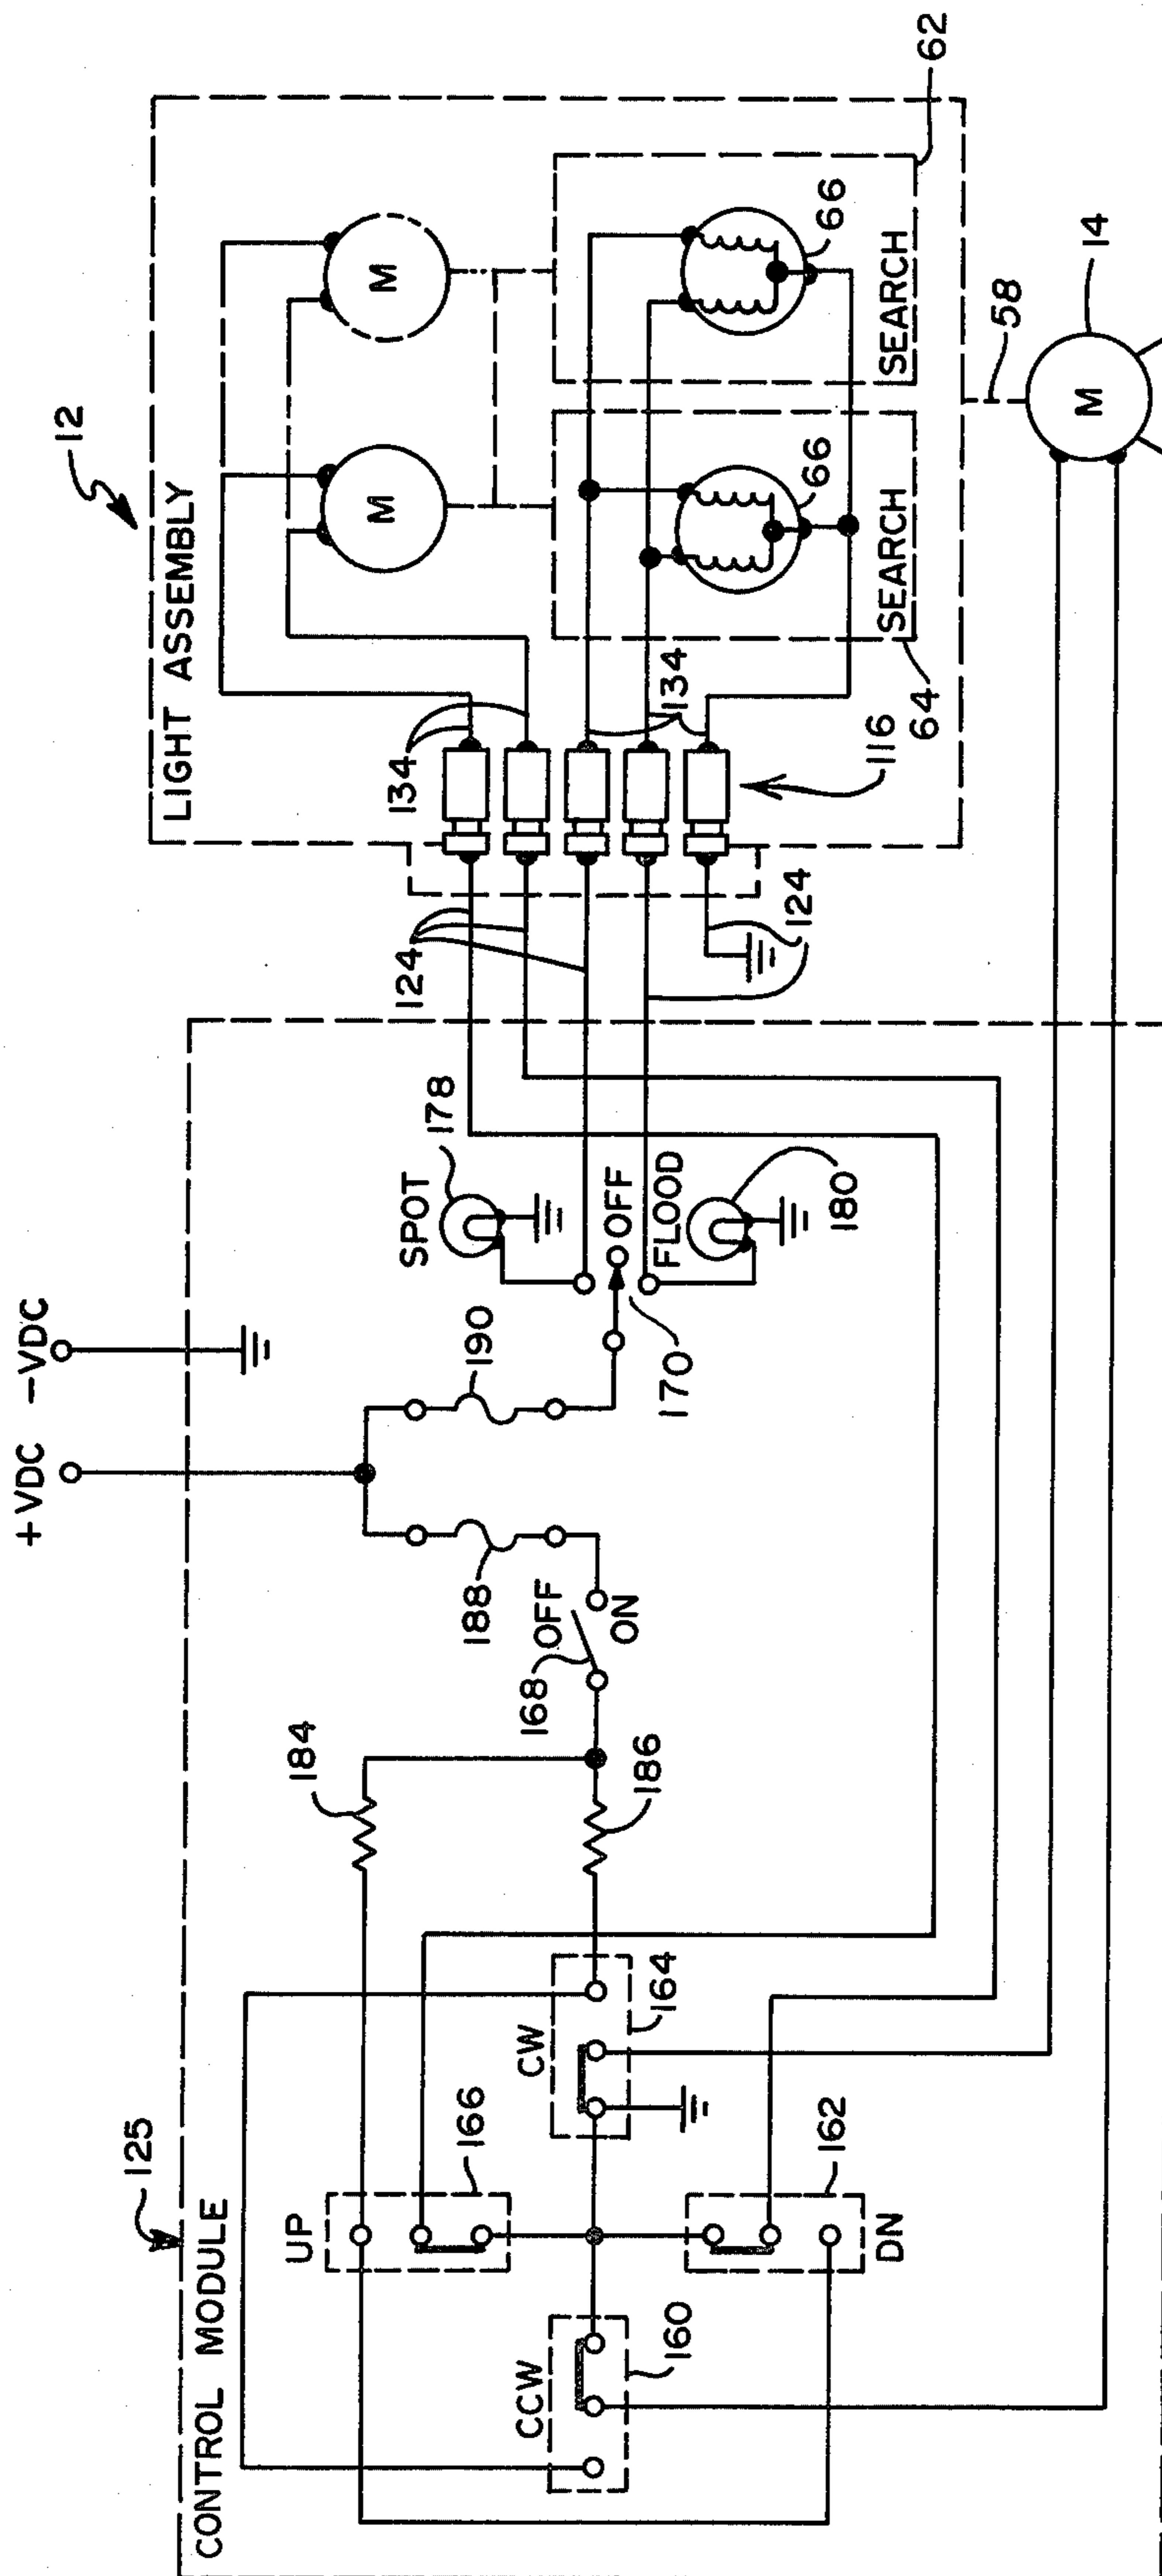 +VDC -VDC
125
CONTROL MODULE
UP
166
184
188
190
168
OFF
ON
186
CCW
160
CW
164
162
DN
SPOT
178
OFF
170
FLOOD
180
124
124
12
LIGHT ASSEMBLY
134
134
116
M
M
66
66
SEARCH
SEARCH
64
62
58
M
14